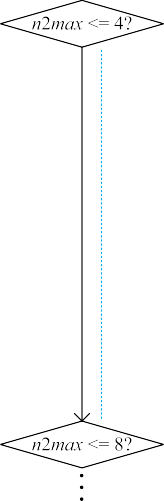 n2max <= 4?
n2max <= 8?